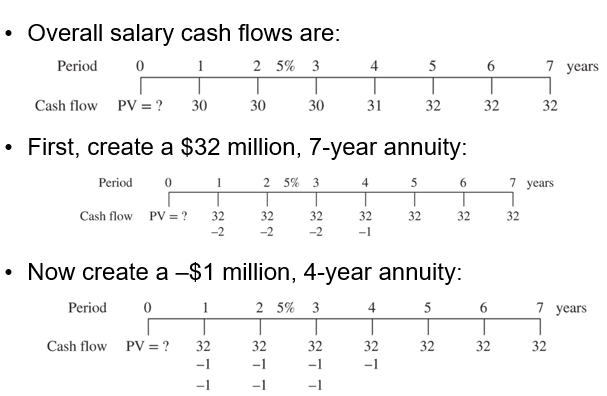 • Overall salary cash flows are:
Period 0 1 2 5% 3 4 5 6 7 years
Cash flow PV = ? 30 30 30 31 32 32 32
• First, create a $32 million, 7-year annuity:
Period 0 1 2 5% 3 4 5 6 7 years
Cash flow PV = ? 32 32 32 32 32 32 32
–2 –2 –2 –1
• Now create a –$1 million, 4-year annuity:
Period 0 1 2 5% 3 4 5 6 7 years
Cash flow PV = ? 32 32 32 32 32 32 32
–1 –1 –1 –1
–1 –1 –1